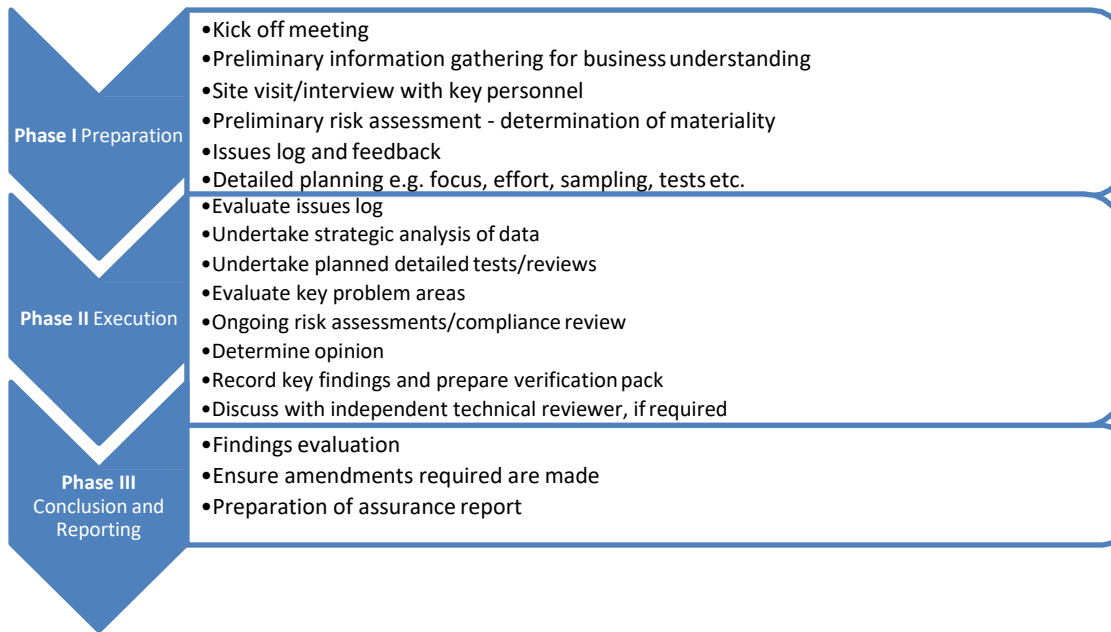 Phase I Preparation
•Kick off meeting
•Preliminary information gathering for business understanding
•Site visit/interview with key personnel
•Preliminary risk assessment - determination of materiality
•Issues log and feedback
•Detailed planning e.g. focus, effort, sampling, tests etc.
Phase II Execution
•Evaluate issues log
•Undertake strategic analysis of data
•Undertake planned detailed tests/reviews
•Evaluate key problem areas
•Ongoing risk assessments/compliance review
•Determine opinion
•Record key findings and prepare verification pack
•Discuss with independent technical reviewer, if required
Phase III
Conclusion and
Reporting
•Findings evaluation
•Ensure amendments required are made
•Preparation of assurance report